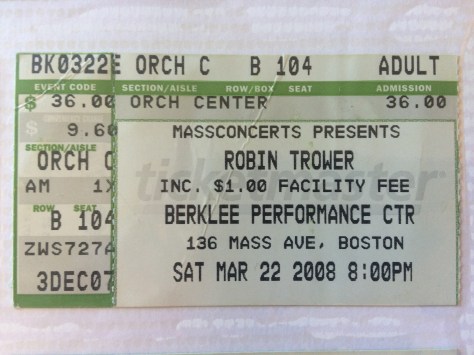 BK0322E ORCH C B 104 ADULT
EVENT CODE SECTION/AISLE ROW/BOX SEAT ADMISSION
$ 36.00 ORCH CENTER 36.00
$ 9.60 MASSCONCERTS PRESENTS
SECTION/AISLE
ORCH C ROBIN TROWER
ticketmaster
AM 1X INC. $1.00 FACILITY FEE
ROW SEAT
B 104 BERKLEE PERFORMANCE CTR
ZWS727A 136 MASS AVE, BOSTON
3DEC07 SAT MAR 22 2008 8:00PM